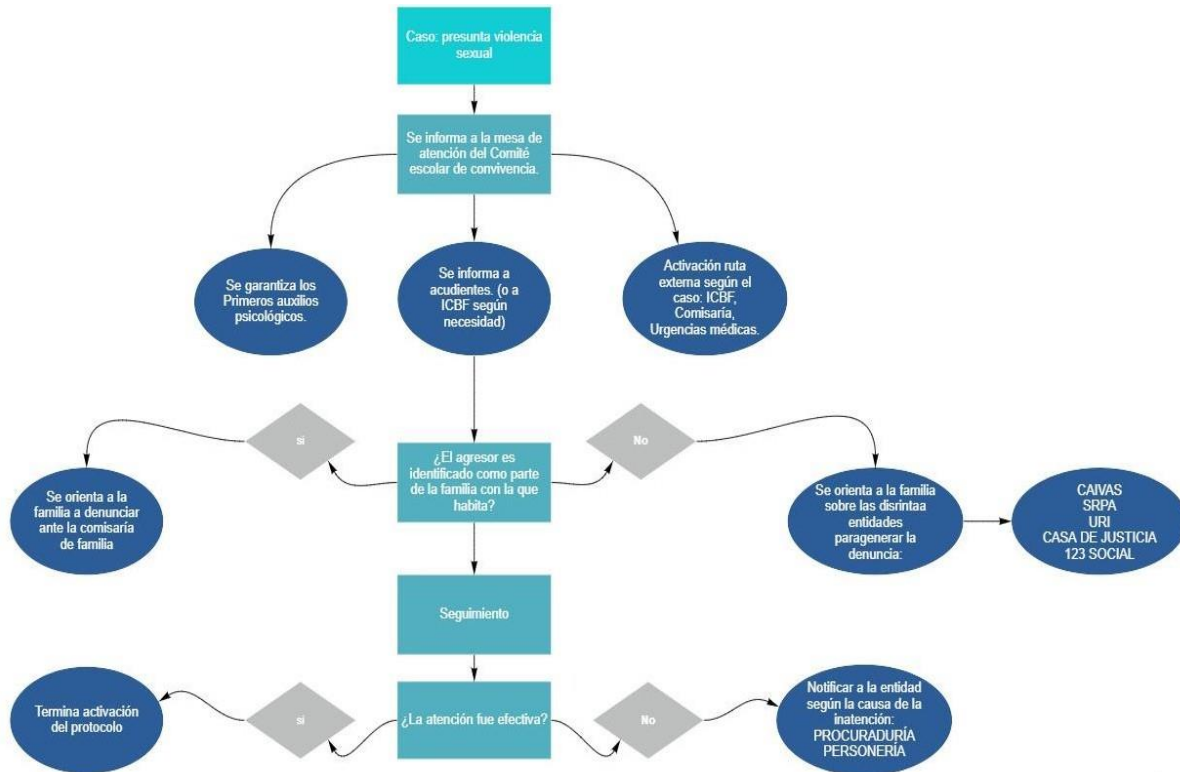 Caso: presunta violencia
sexual
Se informa a la mesa de
atención del Comité
escolar de convivencia.
Se garantiza los
Primeros auxilios
psicológicos.
Se informa a
acudientes. (o a
ICBF según
necesidad)
Activación ruta
externa según el
caso: ICBF,
Comisaría,
Urgencias médicas.
si
No
¿El agresor es
identificado como parte
de la familia con la que
habita?
Se orienta a la
familia a denunciar
ante la comisaría
de familia
Se orienta a la familia
sobre las disrintaa
entidades
paragenerar la
denuncia:
CAIVAS
SRPA
URI
CASA DE JUSTICIA
123 SOCIAL
Seguimiento
¿La atención fue efectiva?
si
No
Termina activación
del protocolo
Notificar a la entidad
según la causa de la
inatención:
PROCURADURÍA
PERSONERÍA